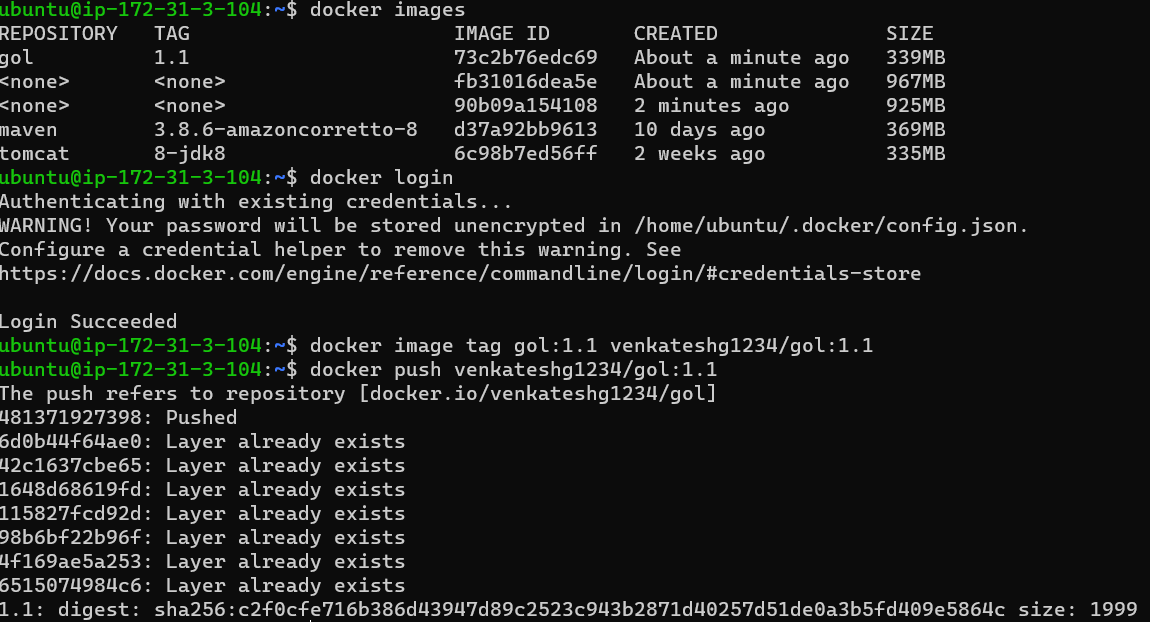 ubuntu@ip-172-31-3-104:~$ docker images
REPOSITORY   TAG                      IMAGE ID       CREATED              SIZE
gol          1.1                      73c2b76edc69   About a minute ago   339MB
<none>       <none>                   fb31016dea5e   About a minute ago   967MB
<none>       <none>                   90b09a154108   2 minutes ago        925MB
maven        3.8.6-amazoncorretto-8   d37a92bb9613   10 days ago          369MB
tomcat       8-jdk8                   6c98b7ed56ff   2 weeks ago          335MB
ubuntu@ip-172-31-3-104:~$ docker login
Authenticating with existing credentials...
WARNING! Your password will be stored unencrypted in /home/ubuntu/.docker/config.json.
Configure a credential helper to remove this warning. See
https://docs.docker.com/engine/reference/commandline/login/#credentials-store
Login Succeeded
ubuntu@ip-172-31-3-104:~$ docker image tag gol:1.1 venkateshg1234/gol:1.1
ubuntu@ip-172-31-3-104:~$ docker push venkateshg1234/gol:1.1
The push refers to repository [docker.io/venkateshg1234/gol]
481371927398: Pushed
6d0b44f64ae0: Layer already exists
42c1637cbe65: Layer already exists
1648d68619fd: Layer already exists
115827fcd92d: Layer already exists
98b6bf22b96f: Layer already exists
4f169ae5a253: Layer already exists
6515074984c6: Layer already exists
1.1: digest: sha256:c2f0cfe716b386d43947d89c2523c943b2871d40257d51de0a3b5fd409e5864c size: 1999